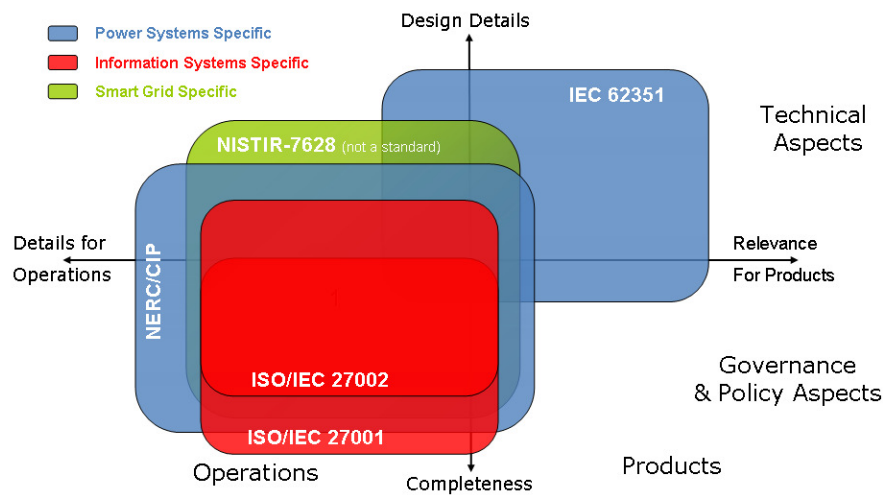 Design Details
Power Systems Specific
Information Systems Specific
Smart Grid Specific
IEC 62351
Technical
Aspects
NISTIR-7628 (not a standard)
Details for
Operations
NERC/CIP
Relevance
For Products
ISO/IEC 27002
Governance
& Policy Aspects
ISO/IEC 27001
Operations
Completeness
Products